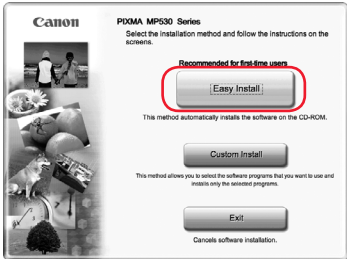 Canon
PIXMA MP530 Series
Select the installation method and follow the instructions on the
screens.
Recommended for first-time users
Easy Install
This method automatically installs the software on the CD-ROM.
Custom Install
This method allows you to select the software programs that you want to use and
installs only the selected programs.
Exit
Cancels software installation.